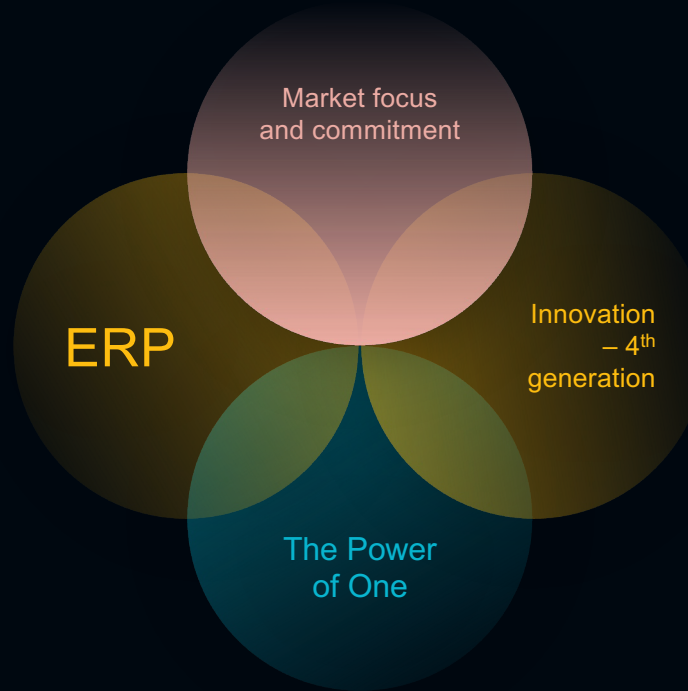 Market focus
and commitment
ERP
Innovation
– 4th
generation
The Power
of One